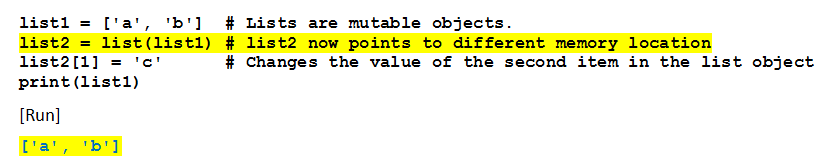 list1 = ['a', 'b']  # Lists are mutable objects.
list2 = list(list1) # list2 now points to different memory location
list2[1] = 'c'      # Changes the value of the second item in the list object
print(list1)
[Run]
['a', 'b']